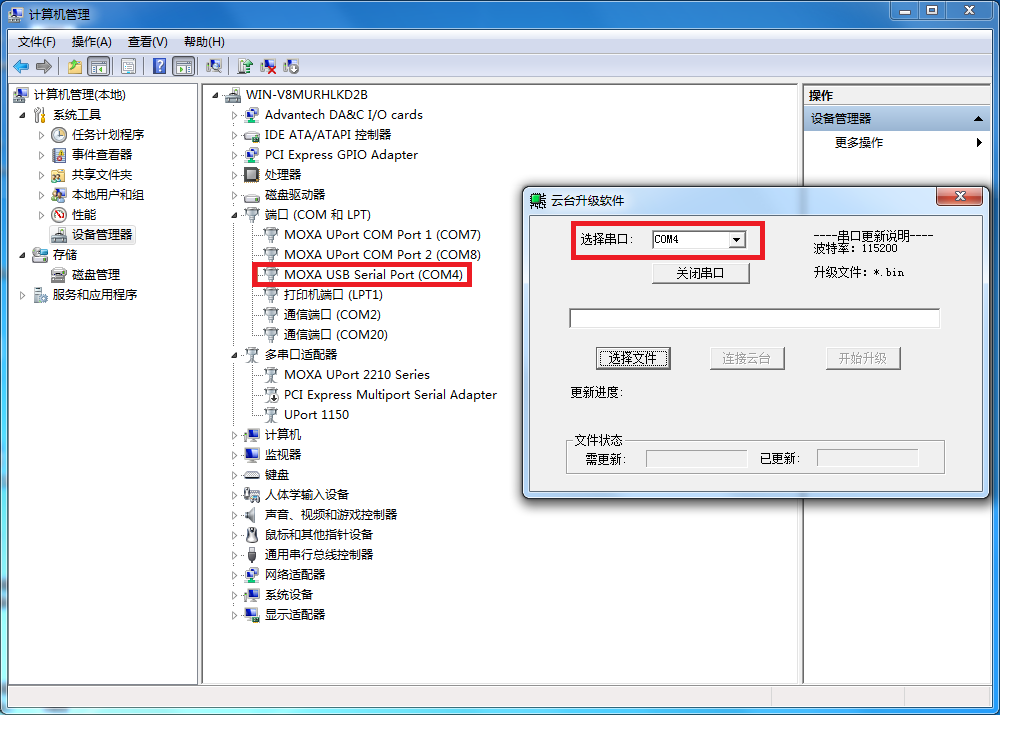 计算机管理
文件(F) 操作(A) 查看(V) 帮助(H)
计算机管理(本地)
系统工具
任务计划程序
事件查看器
共享文件夹
本地用户和组
性能
设备管理器
存储
磁盘管理
服务和应用程序
WIN-V8MURHLKD2B
Advantech DA&C I/O cards
IDE ATA/ATAPI 控制器
PCI Express GPIO Adapter
处理器
磁盘驱动器
端口 (COM 和 LPT)
MOXA UPort COM Port 1 (COM7)
MOXA UPort COM Port 2 (COM8)
MOXA USB Serial Port (COM4)
打印机端口 (LPT1)
通信端口 (COM2)
通信端口 (COM20)
多串口适配器
MOXA UPort 2210 Series
PCI Express Multiport Serial Adapter
UPort 1150
计算机
监视器
键盘
人体学输入设备
声音、视频和游戏控制器
鼠标和其他指针设备
通用串行总线控制器
网络适配器
系统设备
显示适配器
操作
设备管理器
更多操作
云台升级软件
选择串口: COM4
关闭串口
----串口更新说明----
波特率: 115200
升级文件: *.bin
选择文件 连接云台 开始升级
更新进度:
文件状态
需更新: 已更新: